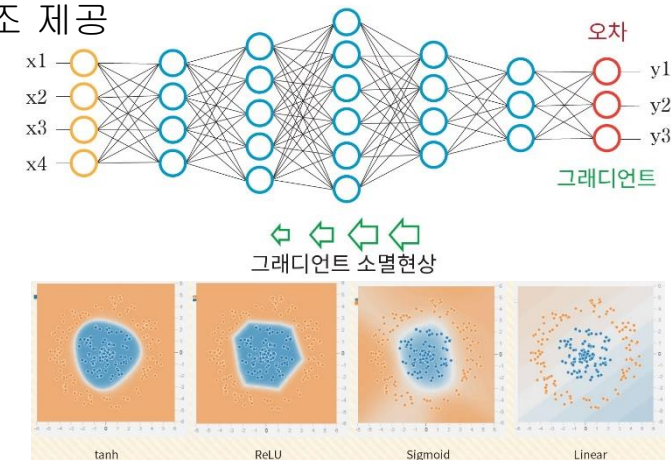 조 제공
오차
x1
x2
x3
x4
y1
y2
y3
그래디언트
그래디언트 소멸현상
tanh
ReLU
Sigmoid
Linear